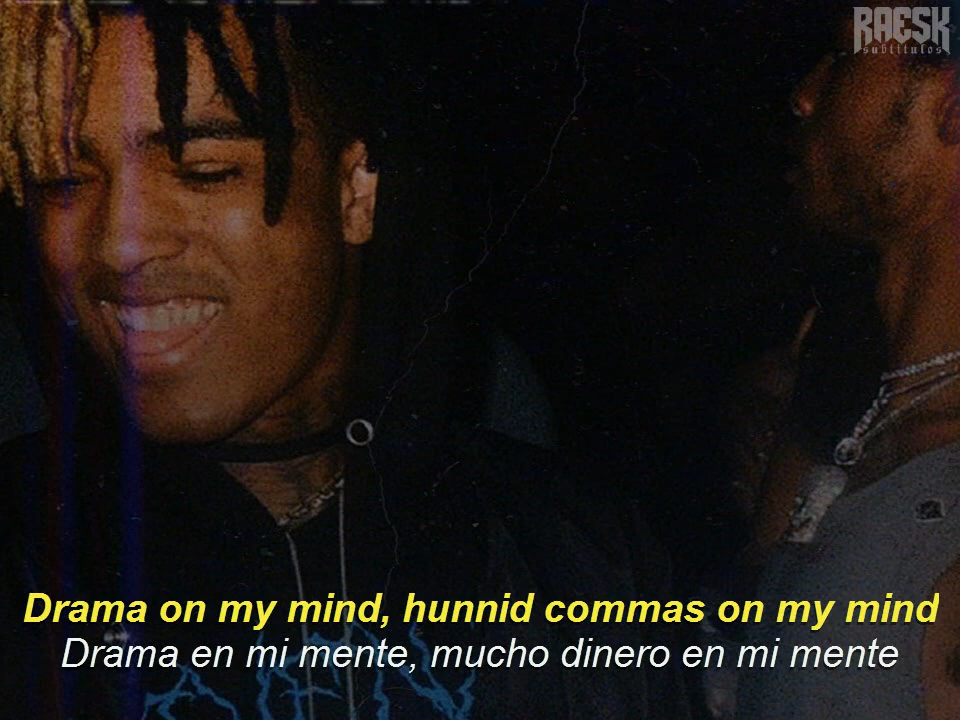 RAESK
subtitulos
Drama on my mind, hunnid commas on my mind
Drama en mi mente, mucho dinero en mi mente